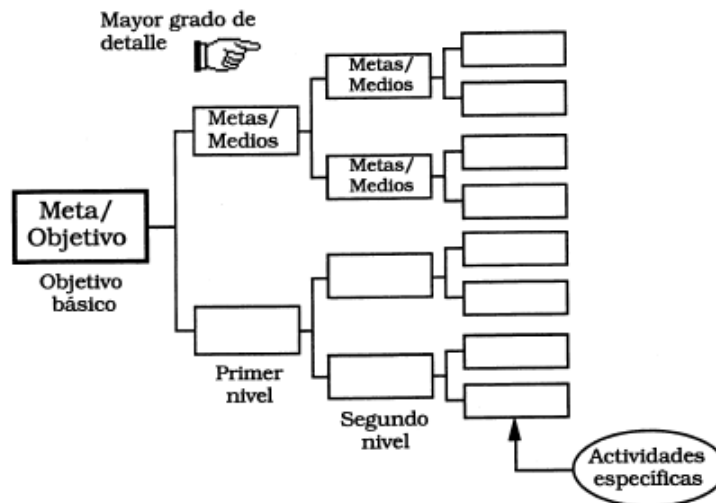 Mayor grado de
detalle
Metas/
Medios
Metas/
Medios
Metas/
Medios
Meta/
Objetivo
Objetivo
básico
Primer
nivel
Segundo
nivel
Actividades
específicas